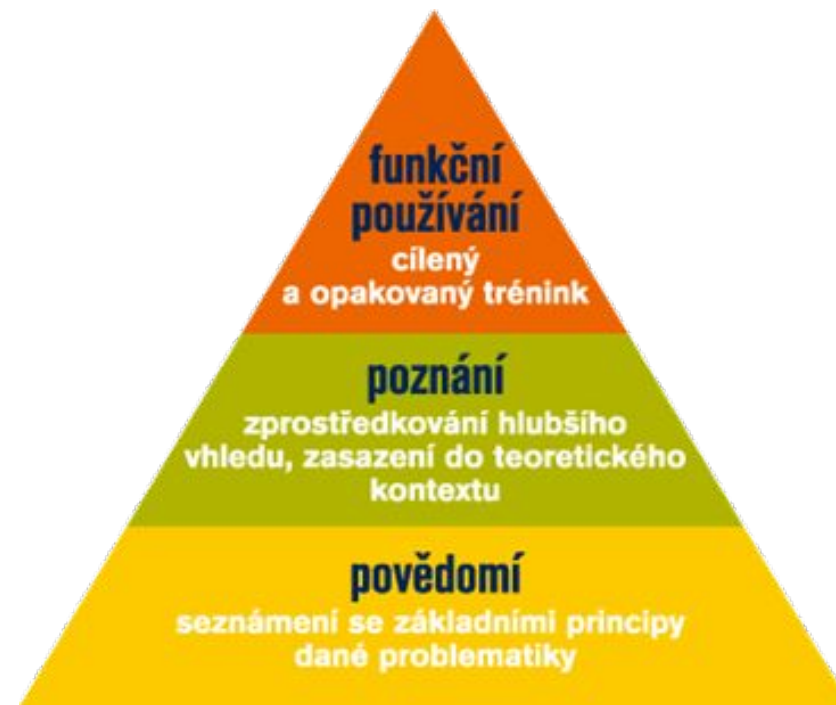 funkční
používání
cílený
a opakovaný trénink
poznání
zprostředkování hlubšího
vhledu, zasazení do teoretického
kontextu
povědomí
seznámení se základními principy
dané problematiky